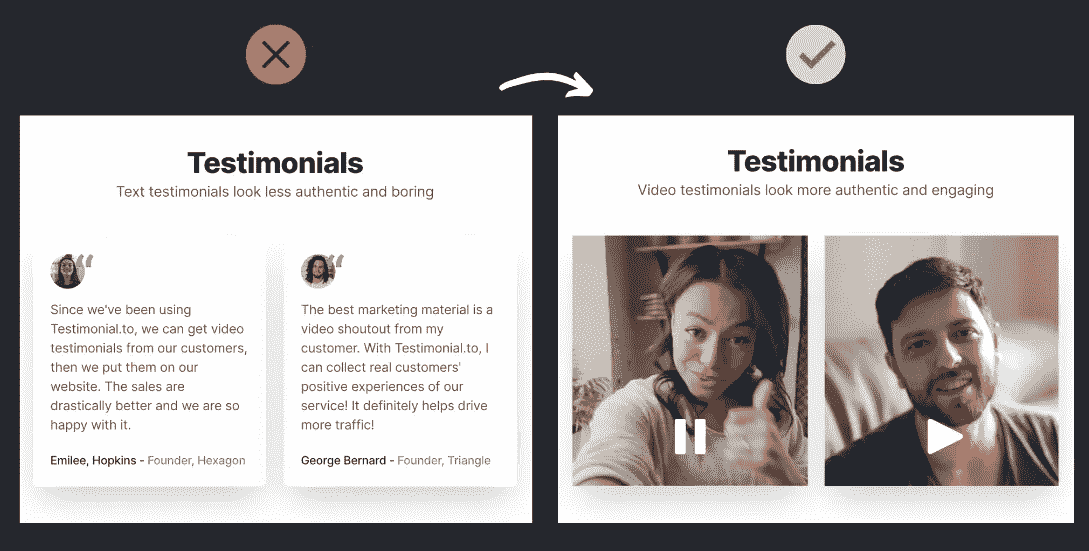 Testimonials
Text testimonials look less authentic and boring
“
Since we've been using
Testimonial.to, we can get video
testimonials from our customers,
then we put them on our
website. The sales are
drastically better and we are so
happy with it.
Emilee, Hopkins - Founder, Hexagon
“
The best marketing material is a
video shoutout from my
customer. With Testimonial.to, I
can collect real customers'
positive experiences of our
service! It definitely helps drive
more traffic!
George Bernard - Founder, Triangle
Testimonials
Video testimonials look more authentic and engaging